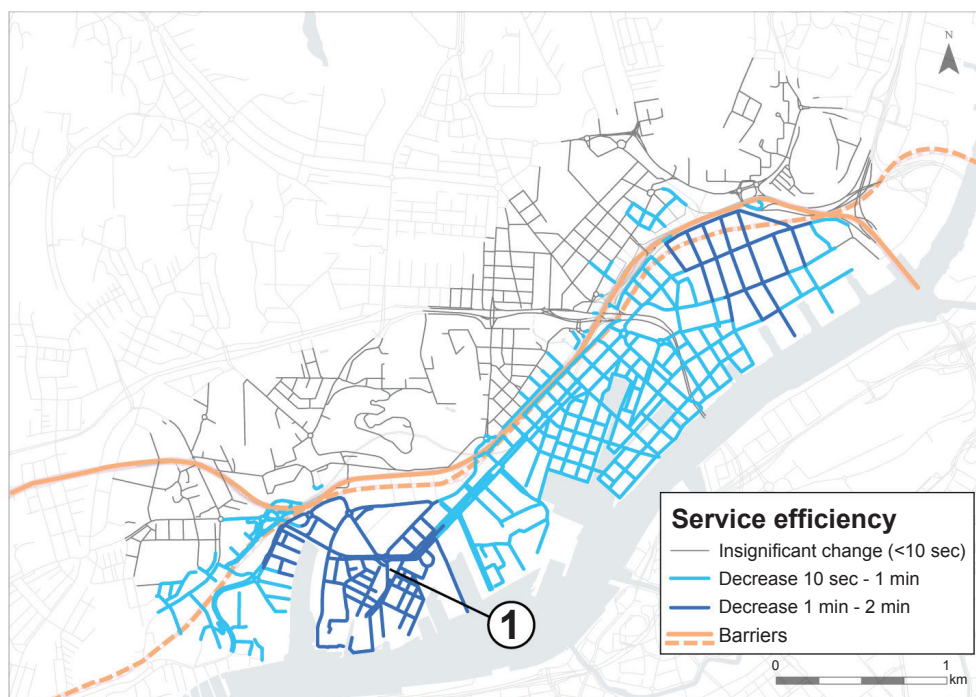 N
1
Service efficiency
Insignificant change (<10 sec)
Decrease 10 sec - 1 min
Decrease 1 min - 2 min
Barriers
0 1
km